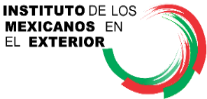 INSTITUTO DE LOS
MEXICANOS EN
EL EXTERIOR